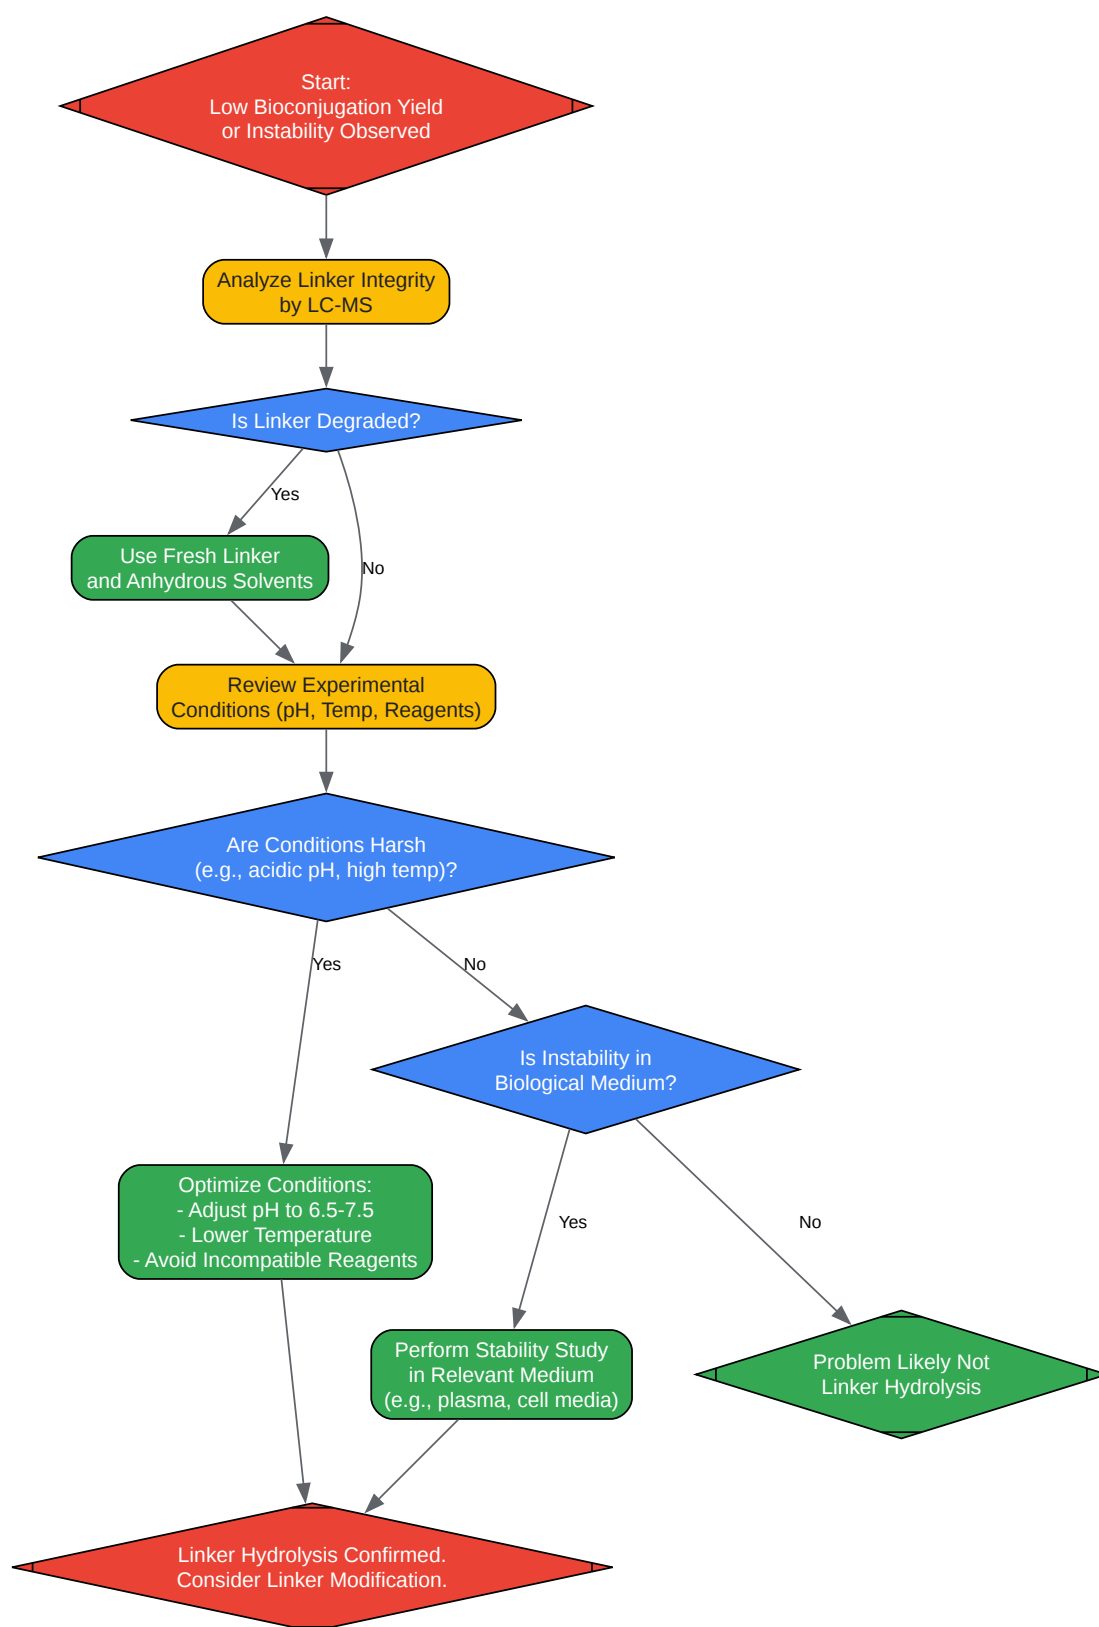 Start:
Low Bioconjugation Yield
or Instability Observed
Analyze Linker Integrity
by LC-MS
Is Linker Degraded?
Yes
Use Fresh Linker
and Anhydrous Solvents
No
Review Experimental
Conditions (pH, Temp, Reagents)
Are Conditions Harsh
(e.g., acidic pH, high temp)?
Yes
No
Is Instability in
Biological Medium?
Optimize Conditions:
- Adjust pH to 6.5-7.5
- Lower Temperature
- Avoid Incompatible Reagents
Yes
No
Perform Stability Study
in Relevant Medium
(e.g., plasma, cell media)
Problem Likely Not
Linker Hydrolysis
Linker Hydrolysis Confirmed.
Consider Linker Modification.